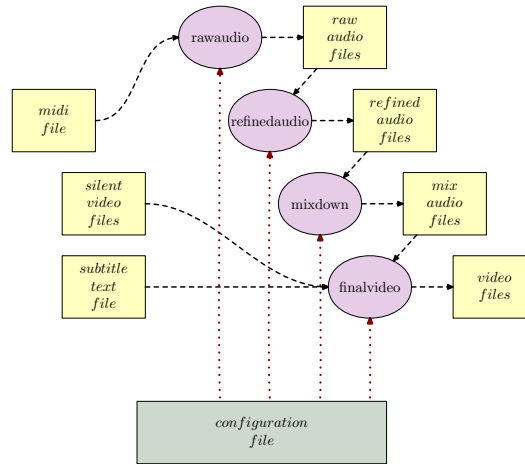 rawaudio
raw
audio
files
midi
file
refinedaudio
refined
audio
files
silent
video
files
mixdown
mix
audio
files
subtitle
text
file
finalvideo
video
files
configuration
file